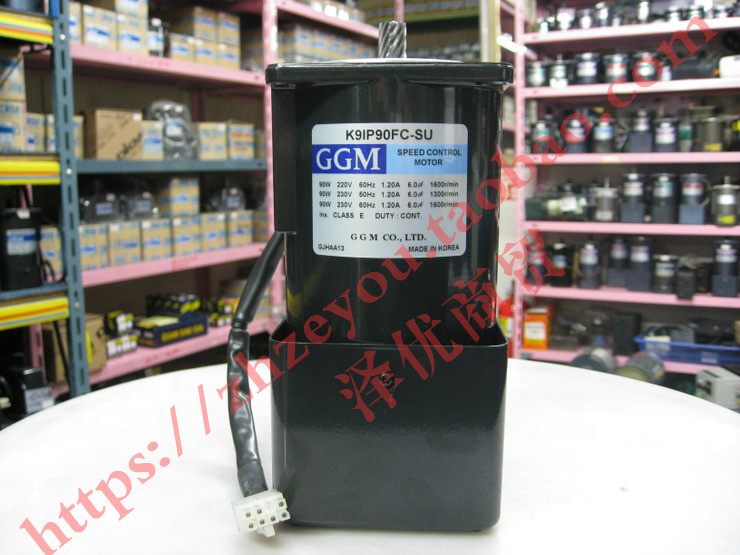 K9IP90FC-SU
GGM SPEED CONTROL MOTOR
90W 220V 60Hz 1.20A 6.0㎌ 1600r/min
90W 230V 50Hz 1.20A 6.0㎌ 1300r/min
90W 230V 60Hz 1.20A 6.0㎌ 1600r/min
Ins. CLASS E DUTY : CONT.
G G M CO., LTD.
GJHAA13 MADE IN KOREA
https://zhzeyou.taobao.com
泽优商贸